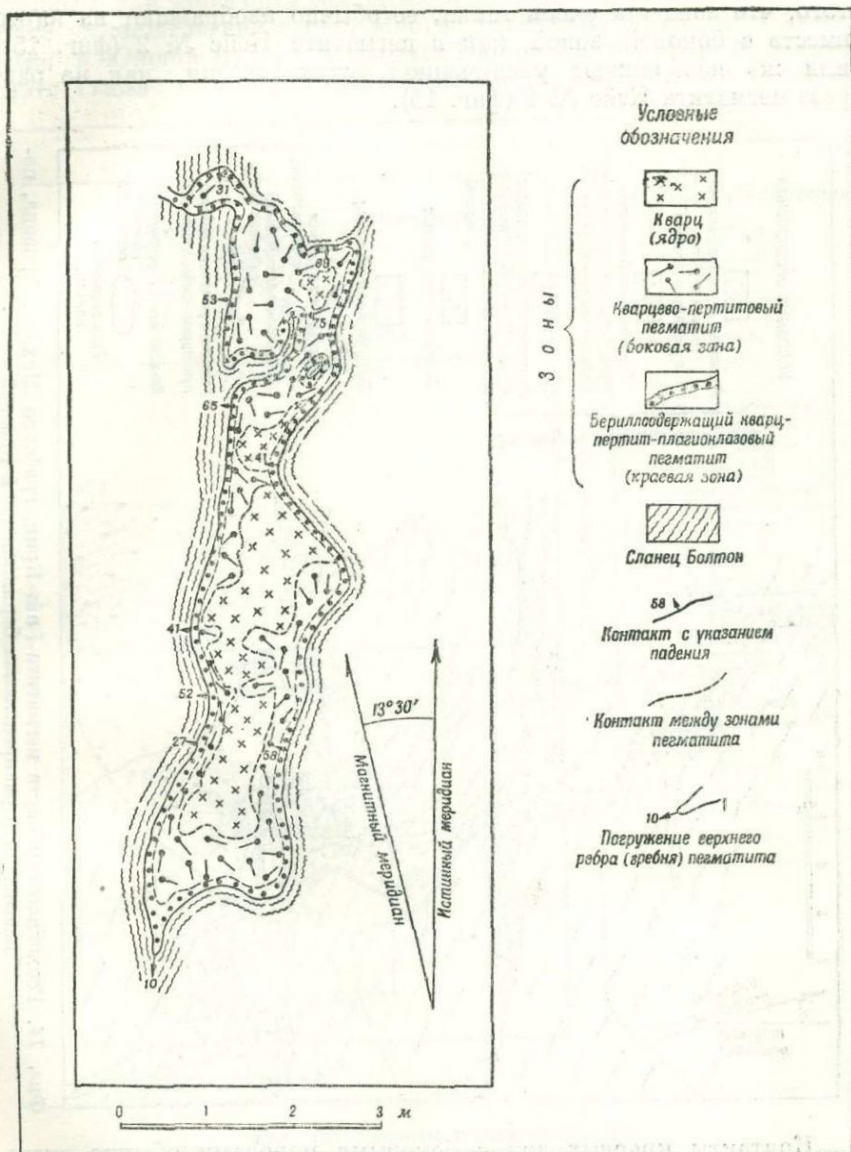 Условные
обозначения
Зоны
Кварц
(ядро)
Кварцево-пертитовый
пегматит
(боковая зона)
Бериллсодержащий кварц-
пертит-плагиоклазовый
пегматит
(краевая зона)
Сланец Болтон
58
Контакт с указанием
падения
Контакт между зонами
пегматита
10
Погружение верхнего
ребра (гребня) пегматита
31
53
75
65
41
52
27
58
10
13°30'
Магнитный меридиан
Истинный меридиан
0 1 2 3 м